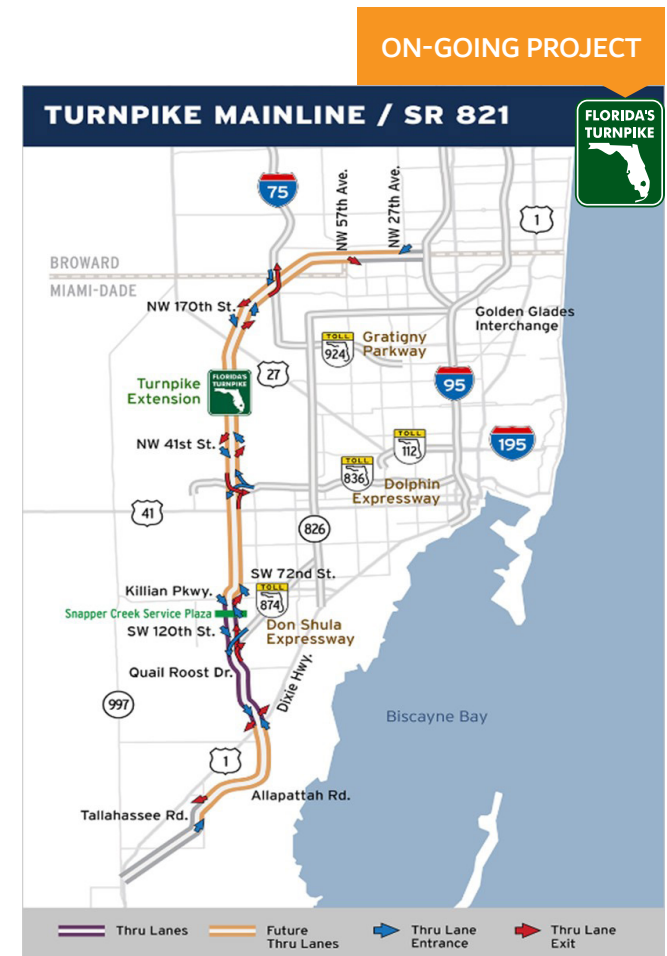 ON-GOING PROJECT
TURNPIKE MAINLINE / SR 821
FLORIDA'S
TURNPIKE
75
NW 57th Ave.
NW 27th Ave.
1
BROWARD
MIAMI-DADE
NW 170th St.
Golden Glades
Interchange
TOLL
924
Gratigny
Parkway
27
Turnpike
Extension
FLORIDA'S
TURNPIKE
95
NW 41st St.
TOLL
112
195
TOLL
836
Dolphin
Expressway
41
826
SW 72nd St.
Killian Pkwy.
TOLL
874
Snapper Creek Service Plaza
SW 120th St.
Don Shula
Expressway
Quail Roost Dr.
Dixie Hwy.
997
Biscayne Bay
1
Allapattah Rd.
Tallahassee Rd.
Thru Lanes
Future
Thru Lanes
Thru Lane
Entrance
Thru Lane
Exit